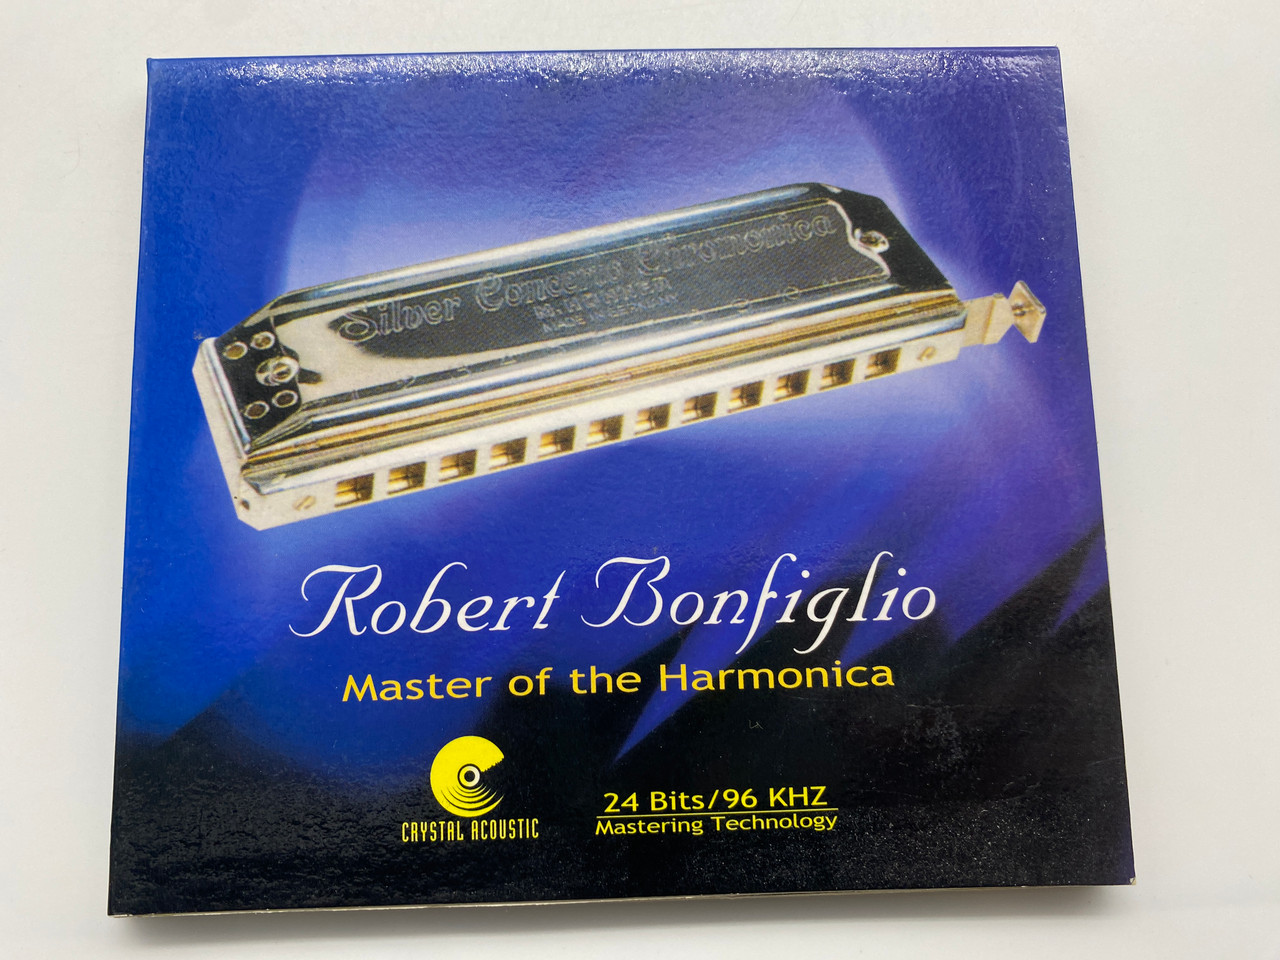 Silver Concerto Chromonica
M. HOHNER
MADE IN GERMANY
Robert Bonfiglio
Master of the Harmonica
CRYSTAL ACOUSTIC
24 Bits/96 KHZ
Mastering Technology